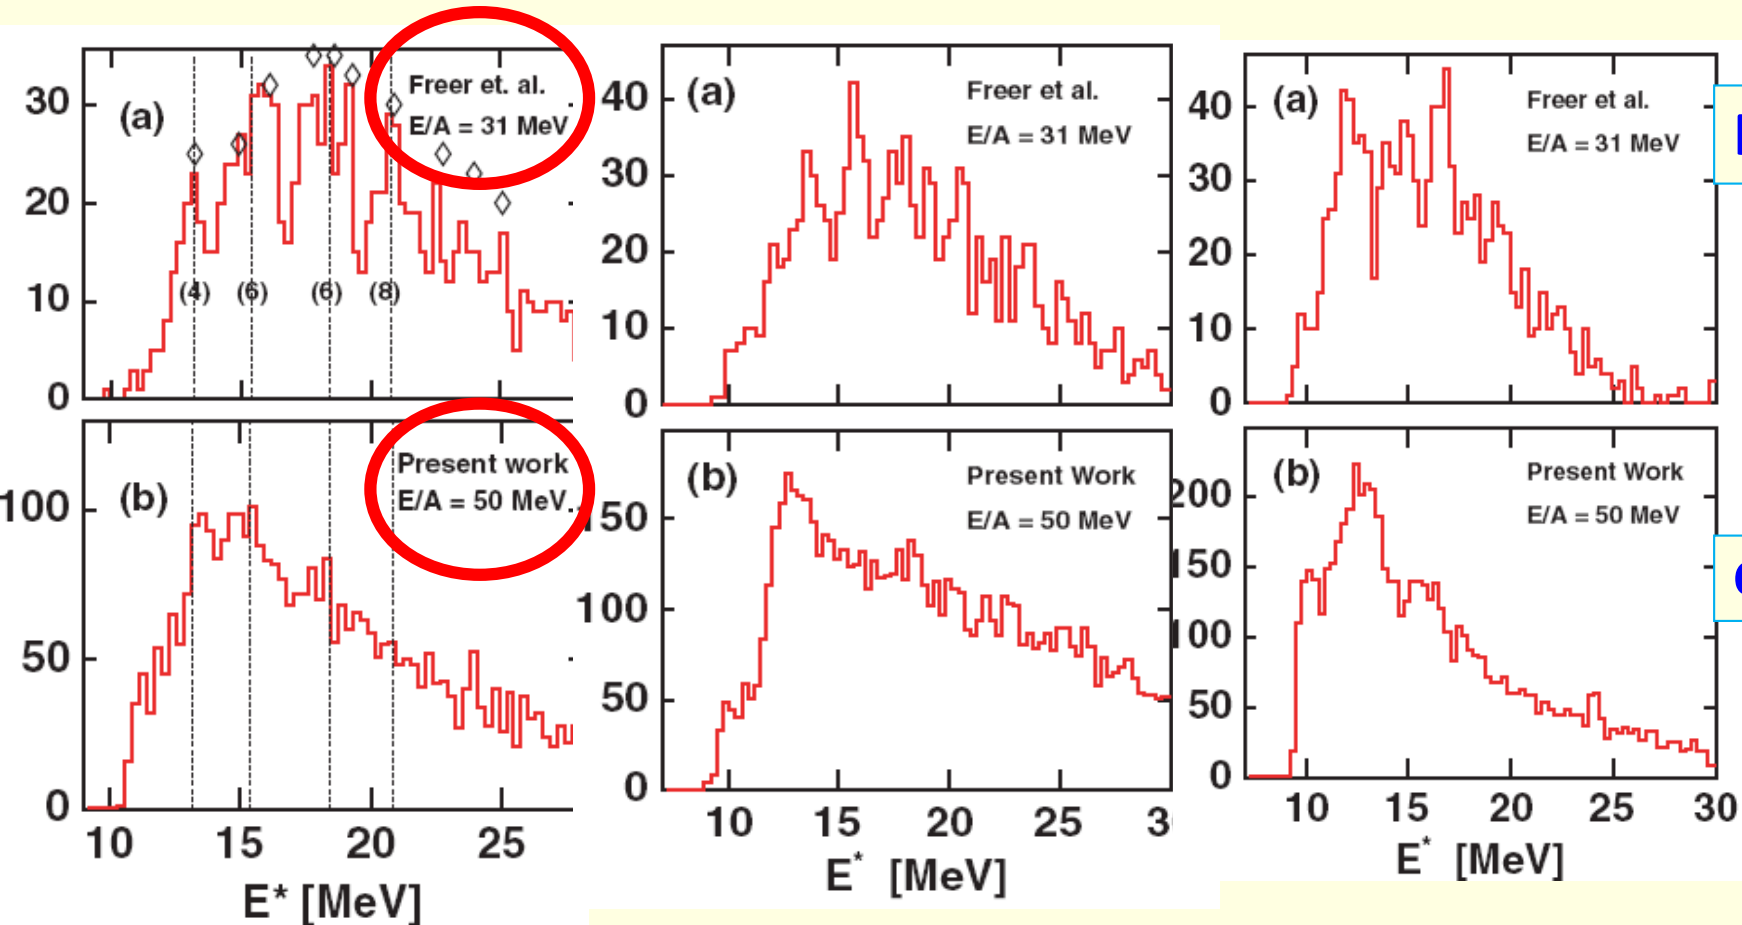 30
20
10
0
(a)
Freer et. al.
E/A = 31 MeV
(4)
(6)
(6)
(8)
100
50
0
(b)
Present work
E/A = 50 MeV
10
15
20
25
E* [MeV]
40
30
20
10
0
(a)
Freer et al.
E/A = 31 MeV
150
100
50
0
(b)
Present Work
E/A = 50 MeV
10
15
20
25
3
E* [MeV]
40
30
20
10
0
(a)
Freer et al.
E/A = 31 MeV
200
150
100
50
0
(b)
Present Work
E/A = 50 MeV
10
15
20
25
30
E* [MeV]